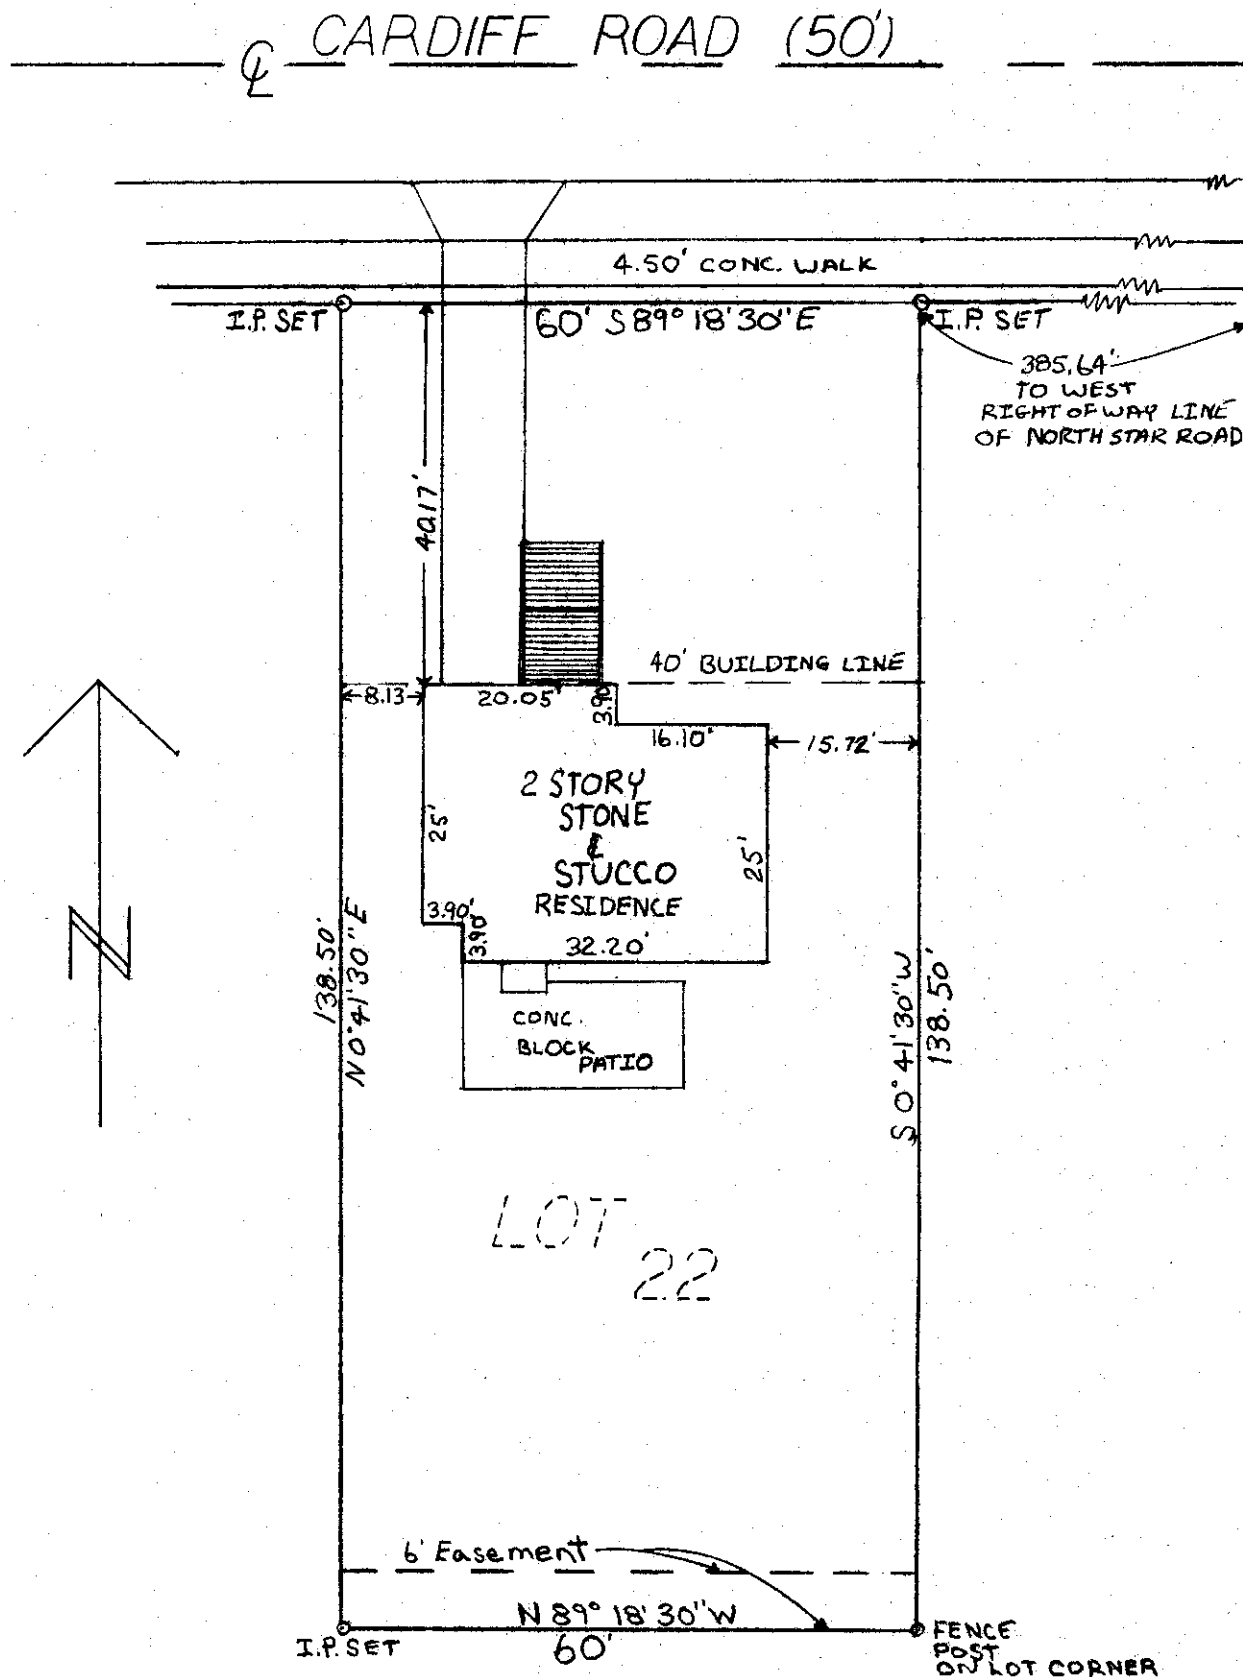 CARDIFF ROAD (50')
℄
4.50' CONC. WALK
I.P. SET
60' S 89° 18' 30" E
I.P. SET
385.64'
TO WEST
RIGHT OF WAY LINE
OF NORTH STAR ROAD
40.17'
40' BUILDING LINE
8.13
20.05'
3.90
16.10'
15.72'
2 STORY
STONE
&
STUCCO
RESIDENCE
25'
25'
3.90'
3.90'
32.20'
CONC.
BLOCK
PATIO
138.50'
N 0° 41' 30" E
S 0° 41' 30" W
138.50'
N
LOT
22
6' Easement
N 89° 18' 30" W
60'
I.P. SET
FENCE
POST
ON LOT CORNER